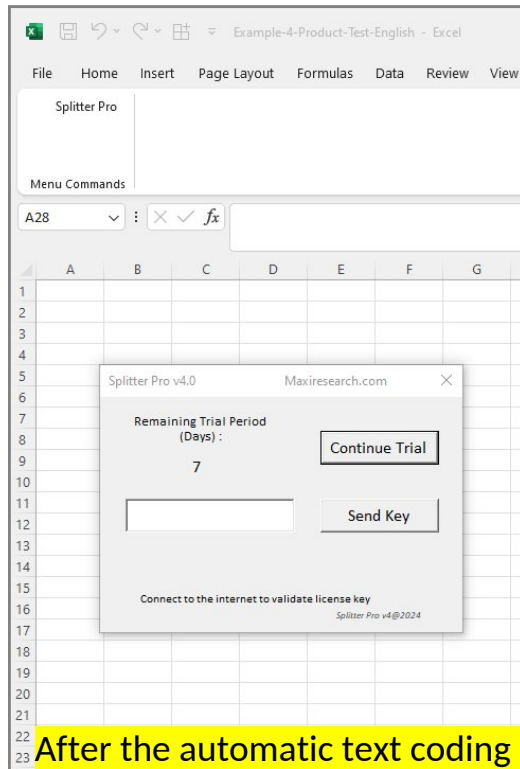 Example-4-Product-Test-English - Excel
File Home Insert Page Layout Formulas Data Review View
Splitter Pro
Menu Commands
A28 fx
A B C D E F G
1
2
3
4
5
Splitter Pro v4.0 Maxiresearch.com
6
7
Remaining Trial Period
(Days) :
8
Continue Trial
9
7
10
11
Send Key
12
13
14
15
Connect to the internet to validate license key
16
Splitter Pro v4@2024
17
18
19
20
21
22
After the automatic text coding
23